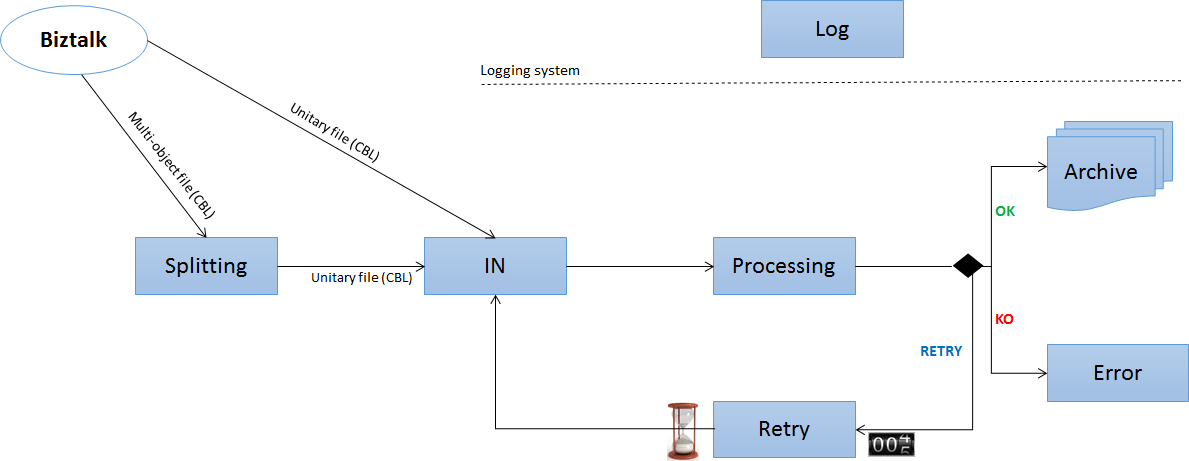 Biztalk
Log
Logging system
Unitary file (CBL)
Multi-object file (CBL)
Archive
OK
Splitting
Unitary file (CBL)
IN
Processing
KO
RETRY
Error
Retry
00